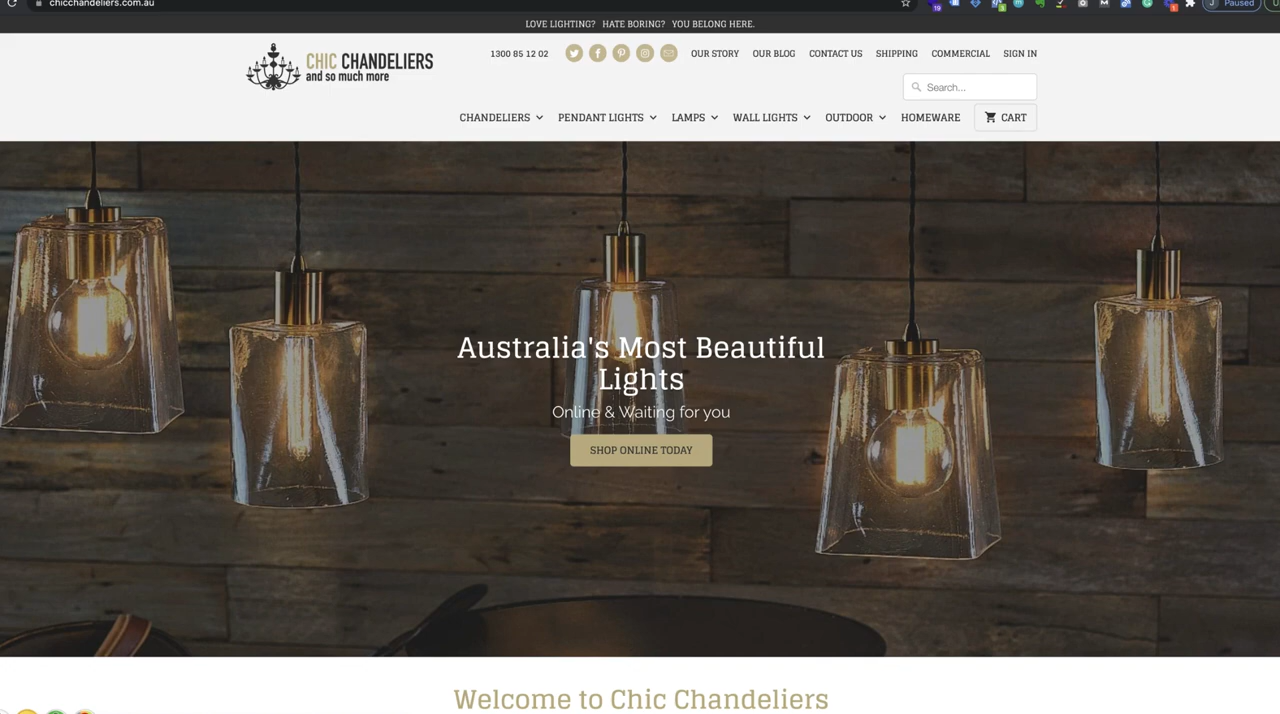 chicchandeliers.com.au
Paused
LOVE LIGHTING? HATE BORING? YOU BELONG HERE.
CHIC CHANDELIERS
and so much more
1300 85 12 02
OUR STORY OUR BLOG CONTACT US SHIPPING COMMERCIAL SIGN IN
Search...
CHANDELIERS PENDANT LIGHTS LAMPS WALL LIGHTS OUTDOOR HOMEWARE CART
Australia's Most Beautiful
Lights
Online & Waiting for you
SHOP ONLINE TODAY
Welcome to Chic Chandeliers